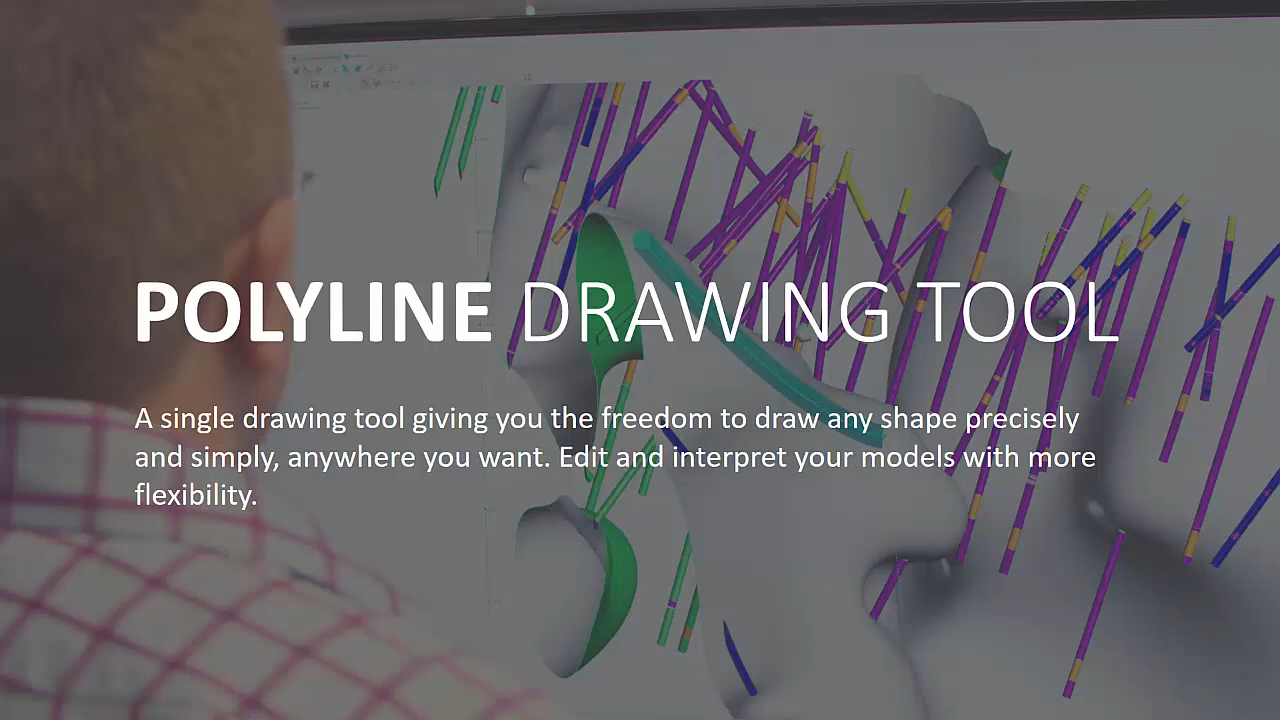 POLYLINE DRAWING TOOL
A single drawing tool giving you the freedom to draw any shape precisely
and simply, anywhere you want. Edit and interpret your models with more
flexibility.